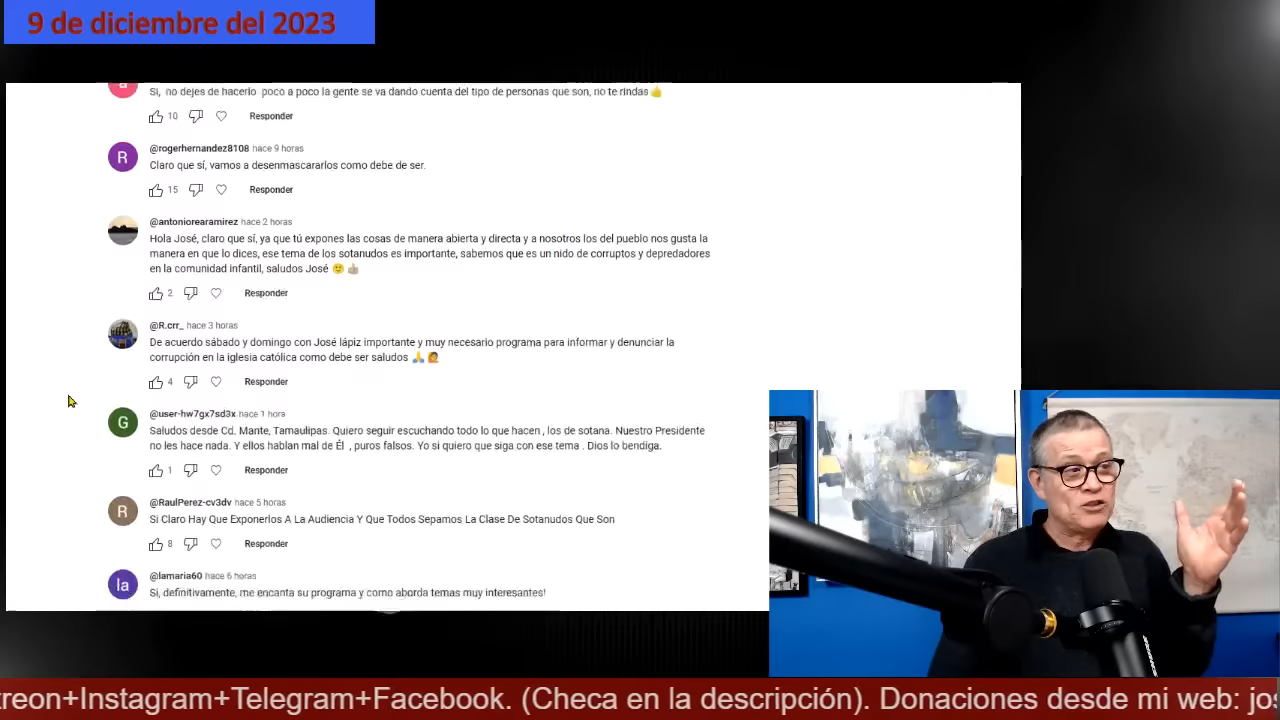 9 de diciembre del 2023
Si, no dejes de hacerlo poco a poco la gente se va dando cuenta del tipo de personas que son, no te rindas👍
10 Responder
R
@rogerhernandez8108 hace 9 horas
Claro que sí, vamos a desenmascararlos como debe de ser.
15 Responder
@antoniorearamirez hace 2 horas
Hola José, claro que sí, ya que tú expones las cosas de manera abierta y directa y a nosotros los del pueblo nos gusta la
manera en que lo dices, ese tema de los sotanudos es importante, sabemos que es un nido de corruptos y depredadores
en la comunidad infantil, saludos José 🙂 👍🏼
2 Responder
@R.crr_ hace 3 horas
De acuerdo sábado y domingo con José lápiz importante y muy necesario programa para informar y denunciar la
corrupción en la iglesia católica como debe ser saludos 🙏 🙋
4 Responder
G
@user-hw7gx7sd3x hace 1 hora
Saludos desde Cd. Mante, Tamaulipas. Quiero seguir escuchando todo lo que hacen , los de sotana. Nuestro Presidente
no les hace nada. Y ellos hablan mal de Él , puros falsos. Yo si quiero que siga con ese tema . Dios lo bendiga.
1 Responder
R
@RaulPerez-cv3dv hace 5 horas
Si Claro Hay Que Exponerlos A La Audiencia Y Que Todos Sepamos La Clase De Sotanudos Que Son
8 Responder
la
@lamaria60 hace 6 horas
Si, definitivamente, me encanta su programa y como aborda temas muy interesantes!
treon+Instagram+Telegram+Facebook. (Checa en la descripción). Donaciones desde mi web: jo